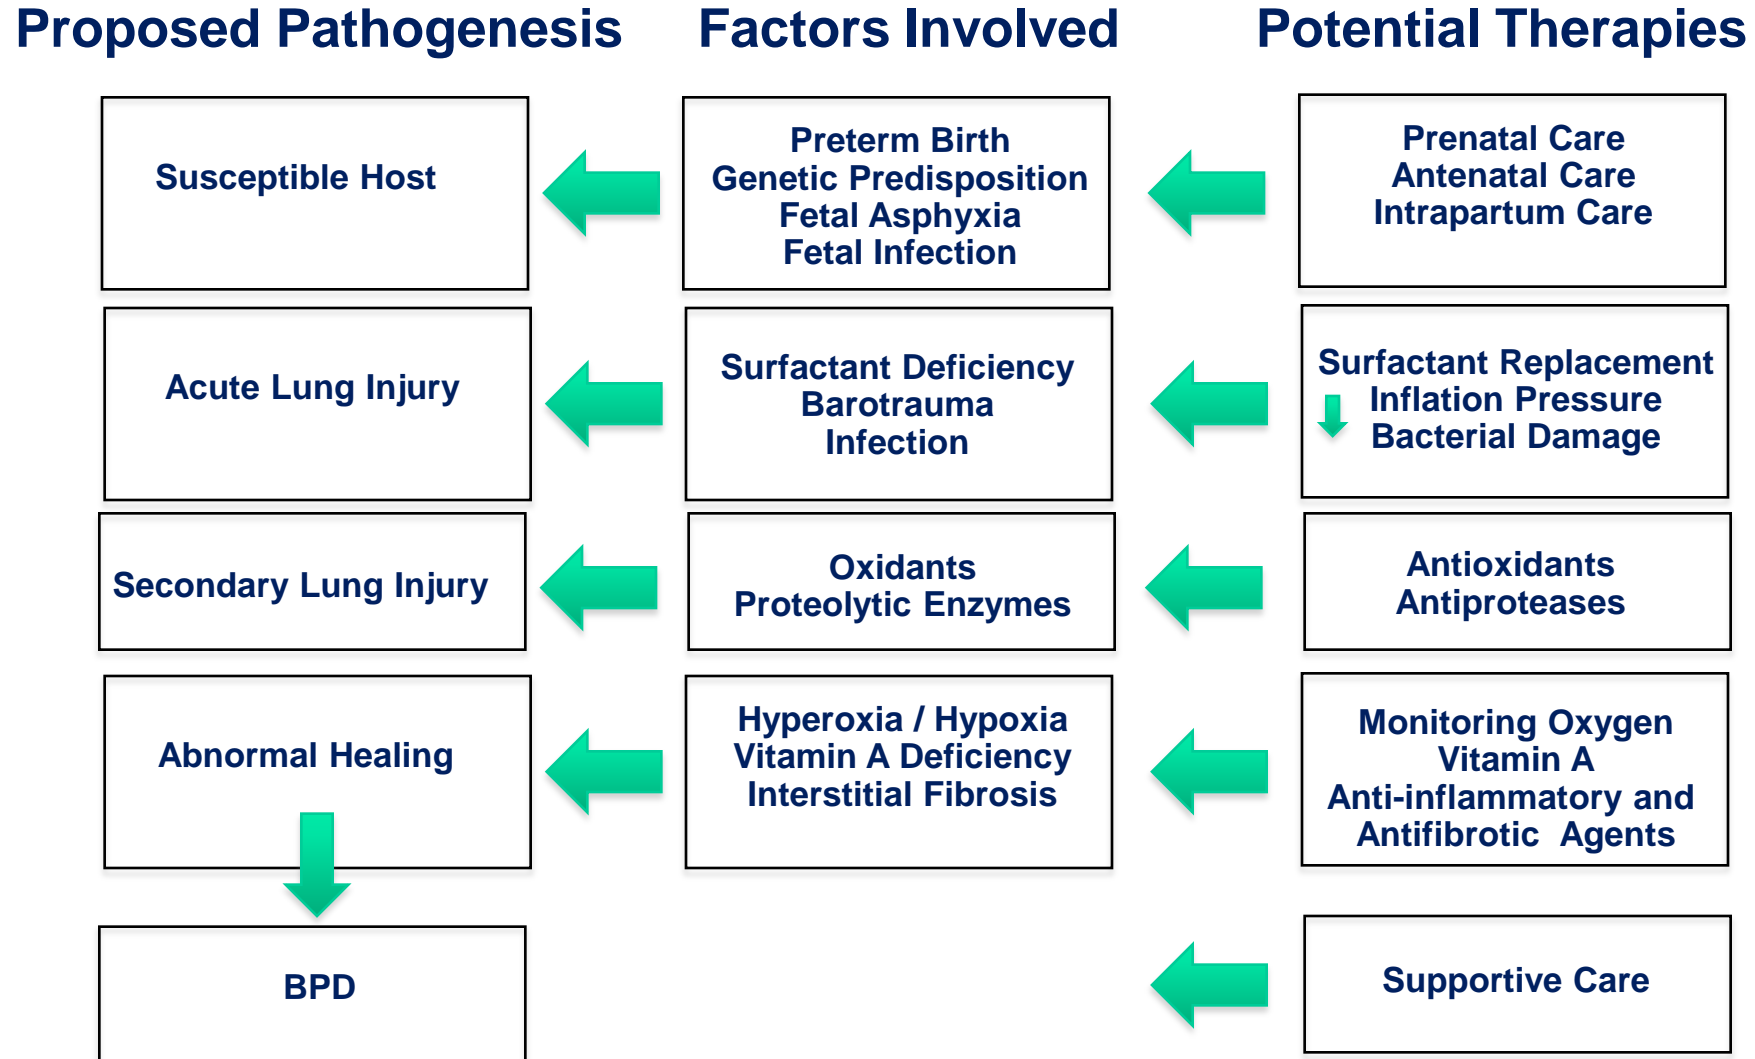 Proposed Pathogenesis
Factors Involved
Potential Therapies
Susceptible Host
Preterm Birth
Genetic Predisposition
Fetal Asphyxia
Fetal Infection
Prenatal Care
Antenatal Care
Intrapartum Care
Acute Lung Injury
Surfactant Deficiency
Barotrauma
Infection
Surfactant Replacement
Inflation Pressure
Bacterial Damage
Secondary Lung Injury
Oxidants
Proteolytic Enzymes
Antioxidants
Antiproteases
Abnormal Healing
Hyperoxia / Hypoxia
Vitamin A Deficiency
Interstitial Fibrosis
Monitoring Oxygen
Vitamin A
Anti-inflammatory and
Antifibrotic Agents
BPD
Supportive Care